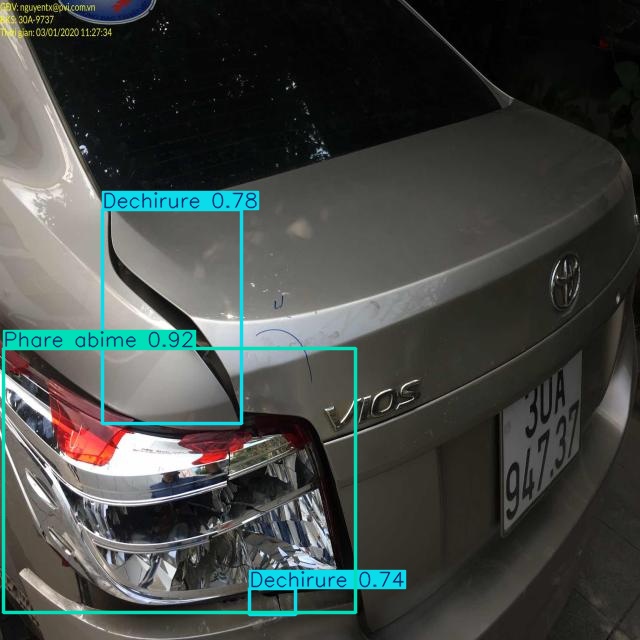 GĐV: nguyentx@pvi.com.vn
BKS: 30A-9737
Thời gian: 03/01/2020 11:27:34
Dechirure 0.78
Phare abime 0.92
VIOS
30A
947.37
Dechirure 0.74